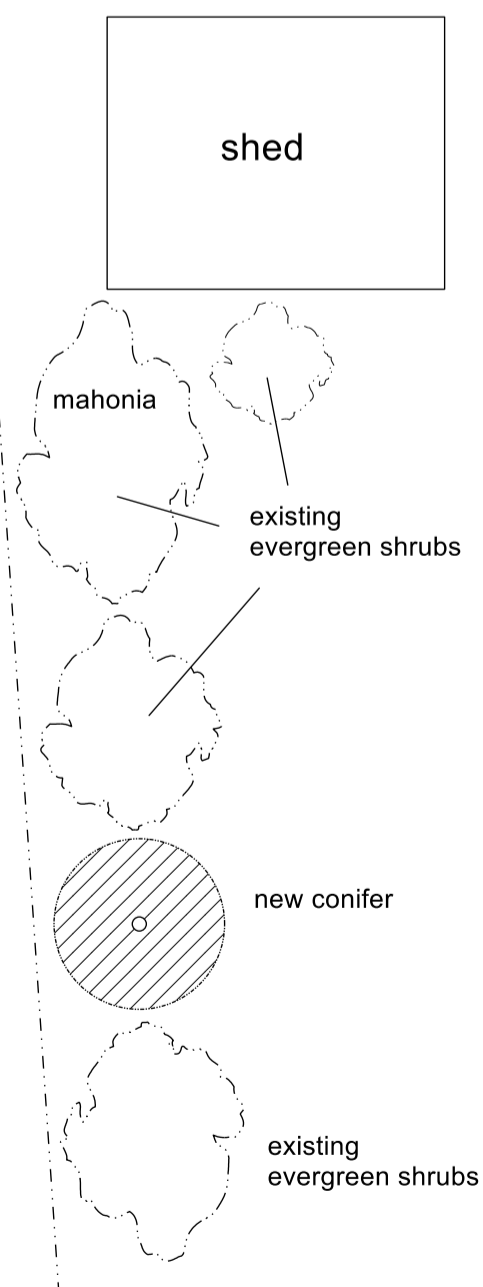 shed
mahonia
existing
evergreen shrubs
new conifer
existing
evergreen shrubs